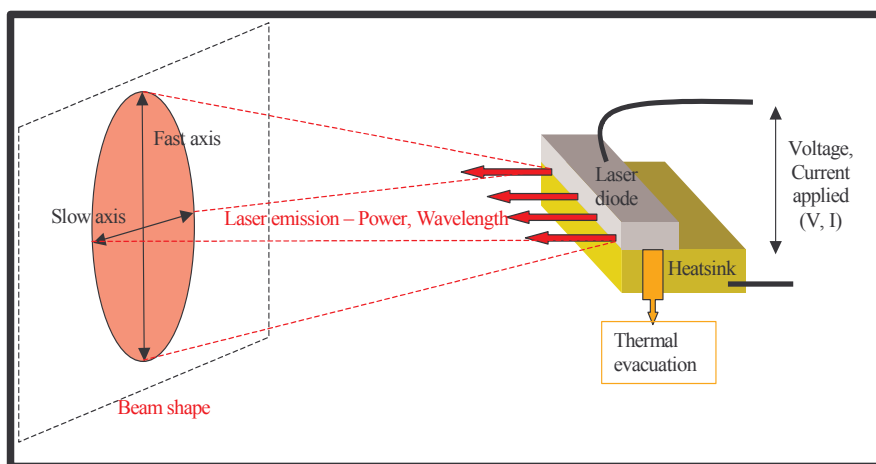 Fast axis
Slow axis
Laser emission – Power, Wavelength
Beam shape
Laser
diode
Heatsink
Thermal
evacuation
Voltage,
Current
applied
(V, I)